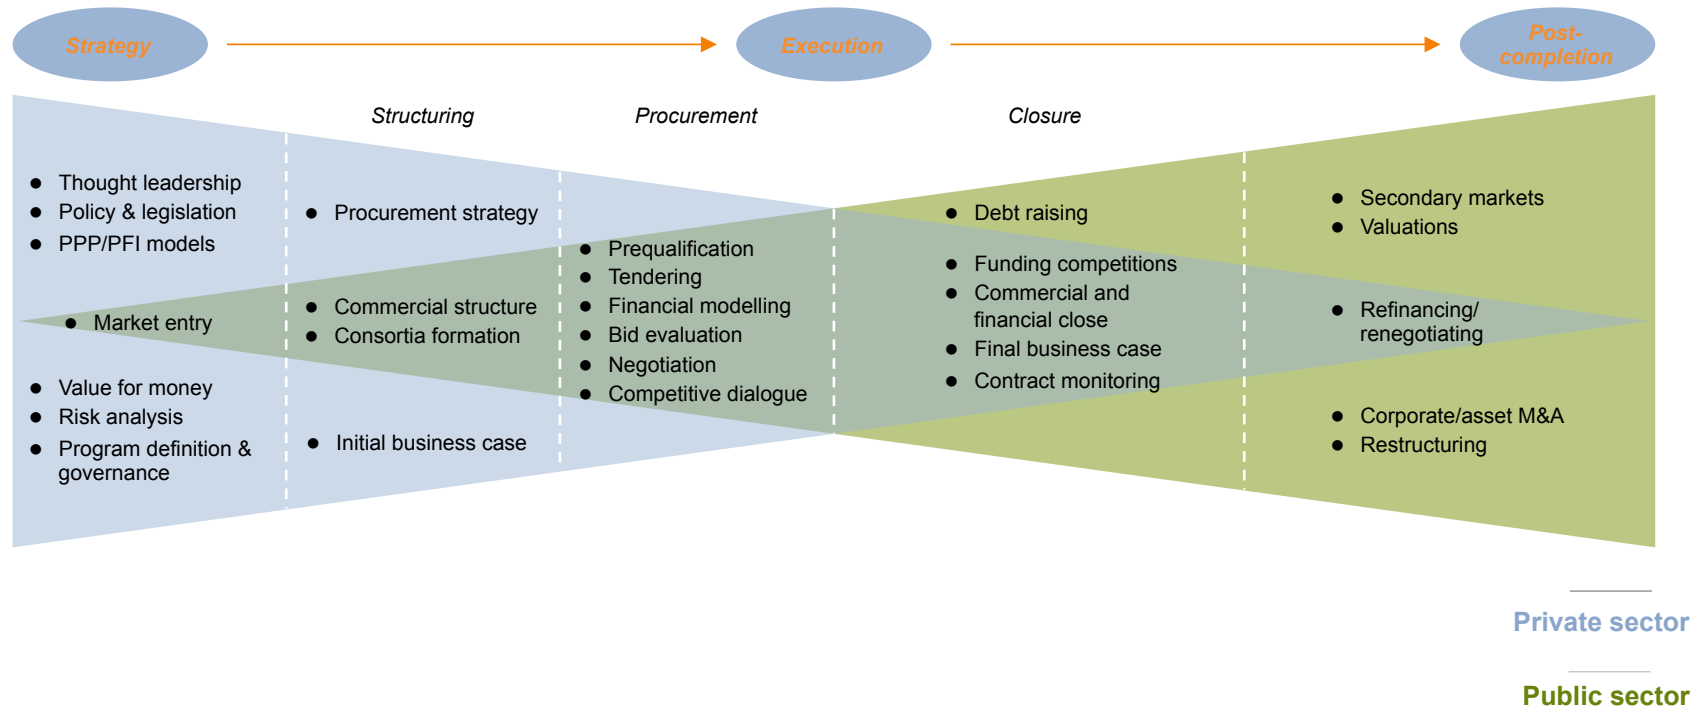 Strategy
Execution
Post-
completion
Structuring
Procurement
Closure
● Thought leadership
● Policy & legislation
● PPP/PFI models
● Market entry
● Value for money
● Risk analysis
● Program definition &
governance
● Procurement strategy
● Commercial structure
● Consortia formation
● Initial business case
● Prequalification
● Tendering
● Financial modelling
● Bid evaluation
● Negotiation
● Competitive dialogue
● Debt raising
● Funding competitions
● Commercial and
financial close
● Final business case
● Contract monitoring
● Secondary markets
● Valuations
● Refinancing/
renegotiating
● Corporate/asset M&A
● Restructuring
Private sector
Public sector